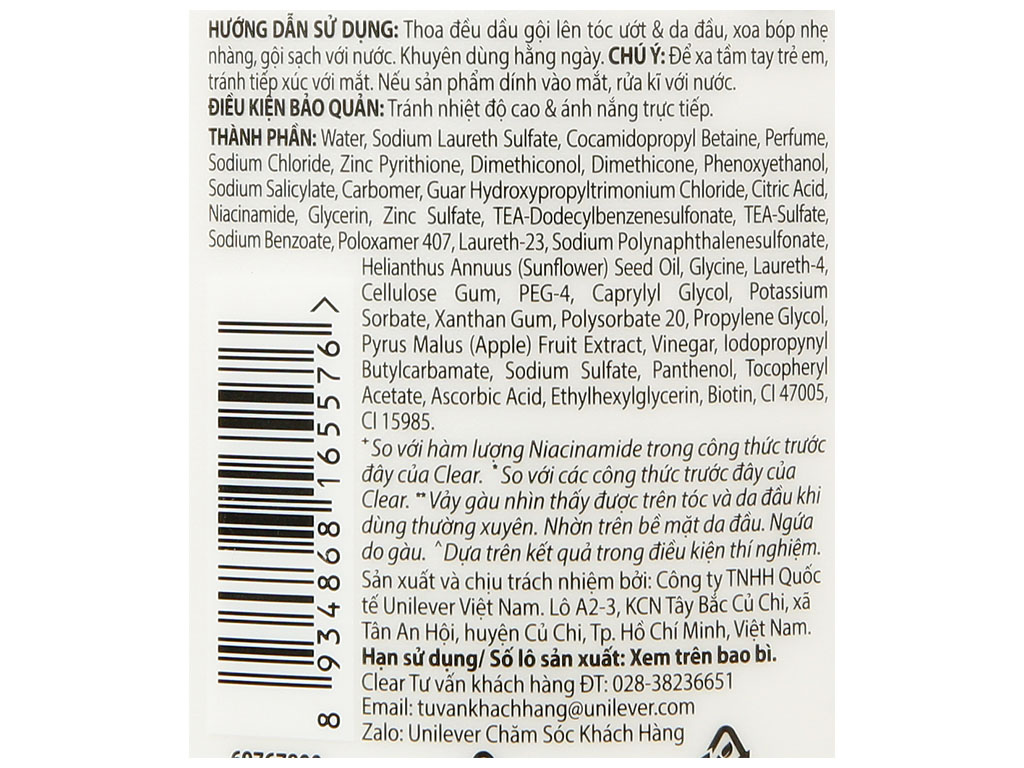 HƯỚNG DẪN SỬ DỤNG: Thoa đều dầu gội lên tóc ướt & da đầu, xoa bóp nhẹ
nhàng, gội sạch với nước. Khuyên dùng hằng ngày. CHÚ Ý: Để xa tầm tay trẻ em,
tránh tiếp xúc với mắt. Nếu sản phẩm dính vào mắt, rửa kĩ với nước.
ĐIỀU KIỆN BẢO QUẢN: Tránh nhiệt độ cao & ánh nắng trực tiếp.
THÀNH PHẦN: Water, Sodium Laureth Sulfate, Cocamidopropyl Betaine, Perfume,
Sodium Chloride, Zinc Pyrithione, Dimethiconol, Dimethicone, Phenoxyethanol,
Sodium Salicylate, Carbomer, Guar Hydroxypropyltrimonium Chloride, Citric Acid,
Niacinamide, Glycerin, Zinc Sulfate, TEA-Dodecylbenzenesulfonate, TEA-Sulfate,
Sodium Benzoate, Poloxamer 407, Laureth-23, Sodium Polynaphthalenesulfonate,
Helianthus Annuus (Sunflower) Seed Oil, Glycine, Laureth-4,
Cellulose Gum, PEG-4, Caprylyl Glycol, Potassium
Sorbate, Xanthan Gum, Polysorbate 20, Propylene Glycol,
Pyrus Malus (Apple) Fruit Extract, Vinegar, Iodopropynyl
Butylcarbamate, Sodium Sulfate, Panthenol, Tocopheryl
Acetate, Ascorbic Acid, Ethylhexylglycerin, Biotin, CI 47005,
CI 15985.
+So với hàm lượng Niacinamide trong công thức trước
đây của Clear. *So với các công thức trước đây của
Clear. **Vảy gàu nhìn thấy được trên tóc và da đầu khi
dùng thường xuyên. Nhờn trên bề mặt da đầu. Ngứa
do gàu. ^Dựa trên kết quả trong điều kiện thí nghiệm.
Sản xuất và chịu trách nhiệm bởi: Công ty TNHH Quốc
tế Unilever Việt Nam. Lô A2-3, KCN Tây Bắc Củ Chi, xã
Tân An Hội, huyện Củ Chi, Tp. Hồ Chí Minh, Việt Nam.
Hạn sử dụng/ Số lô sản xuất: Xem trên bao bì.
Clear Tư vấn khách hàng ĐT: 028-38236651
Email: tuvankhachhang@unilever.com
Zalo: Unilever Chăm Sóc Khách Hàng
8 934868 165576 >